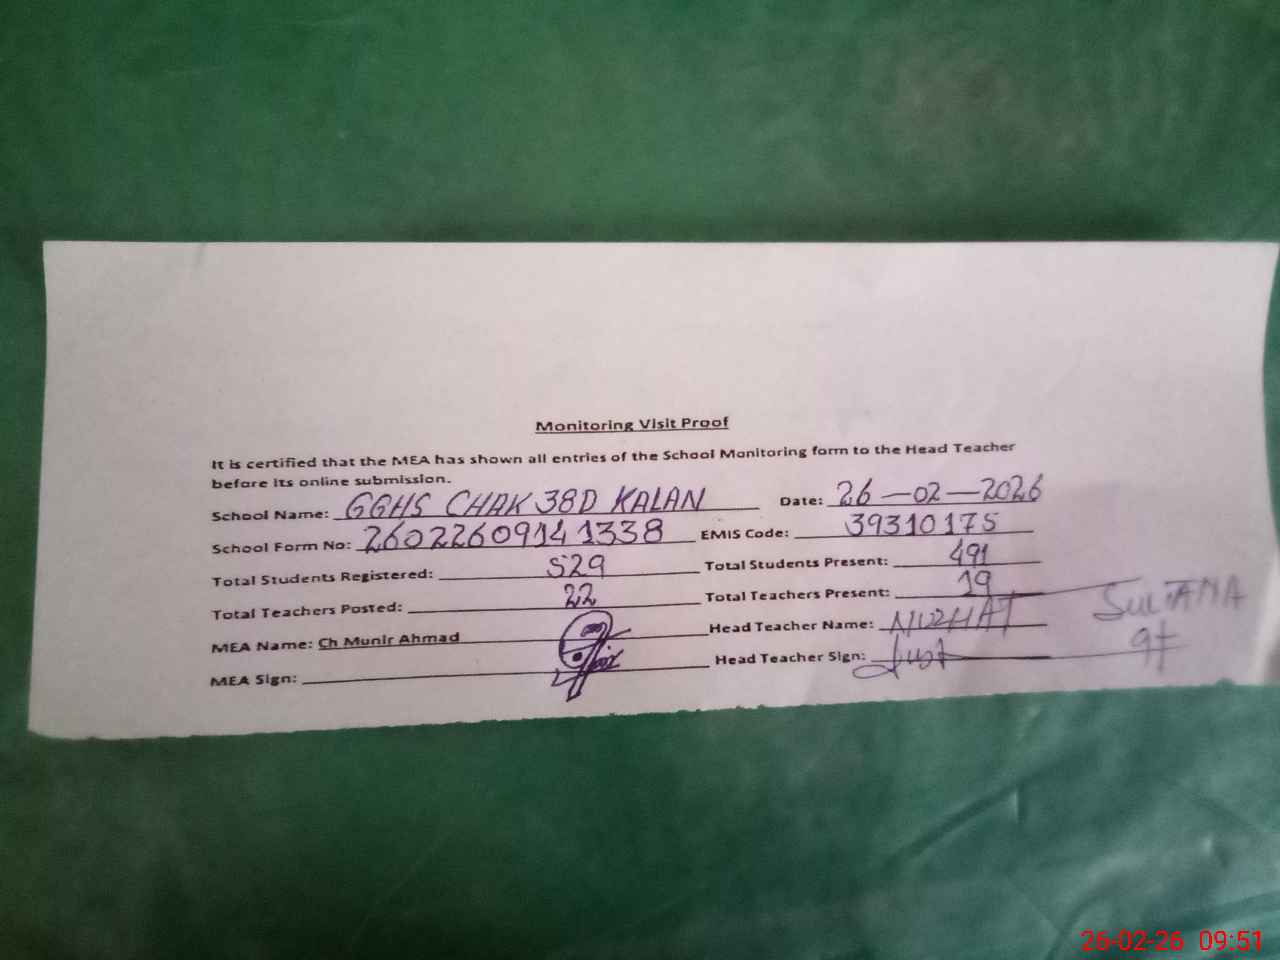 Monitoring Visit Proof
It is certified that the MEA has shown all entries of the School Monitoring form to the Head Teacher
before its online submission.
School Name: GGHS CHAK 38D KALAN Date: 26-02-2026
School Form No: 26022609141338 EMIS Code: 39310175
Total Students Registered: 529 Total Students Present: 491
Total Teachers Posted: 22 Total Teachers Present: 19
MEA Name: Ch Munir Ahmad Head Teacher Name: NUZHAT SULTANA
MEA Sign: Head Teacher Sign:
26-02-26 09:51